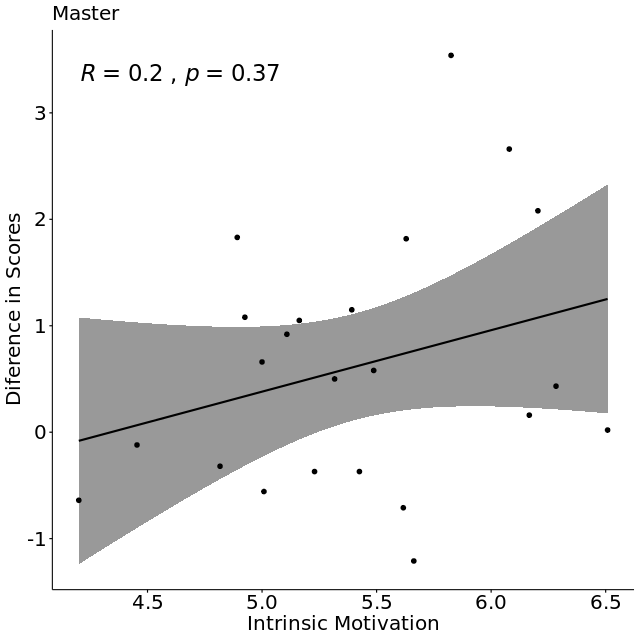 Master
R = 0.2 , p = 0.37
Diference in Scores
3
2
1
0
-1
4.5 5.0 5.5 6.0 6.5
Intrinsic Motivation